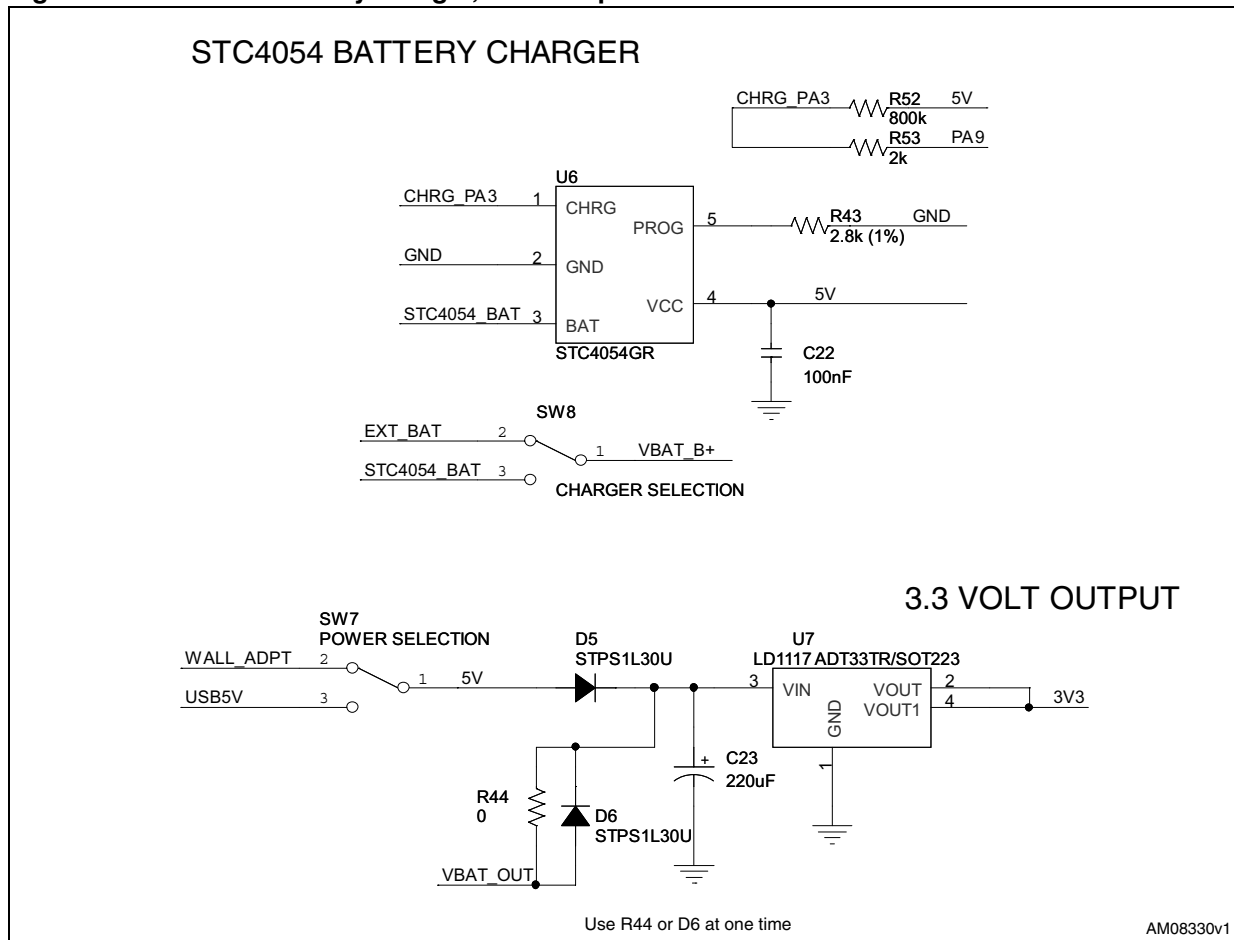 STC4054 BATTERY CHARGER
CHRG_PA3
R52
5V
800k
R53
PA9
2k
U6
CHRG_PA3
1
CHRG
PROG
5
R43
GND
2.8k (1%)
GND
2
GND
VCC
4
5V
STC4054_BAT
3
BAT
STC4054GR
C22
100nF
SW8
EXT_BAT
2
1
VBAT_B+
STC4054_BAT
3
CHARGER SELECTION
3.3 VOLT OUTPUT
SW7
POWER SELECTION
D5
STPS1L30U
U7
LD1117ADT33TR/SOT223
WALL_ADPT
2
1
5V
3
VIN
VOUT
2
USB5V
3
VOUT1
4
3V3
GND
1
C23
+
220uF
R44
0
D6
STPS1L30U
VBAT_OUT
Use R44 or D6 at one time
AM08330v1